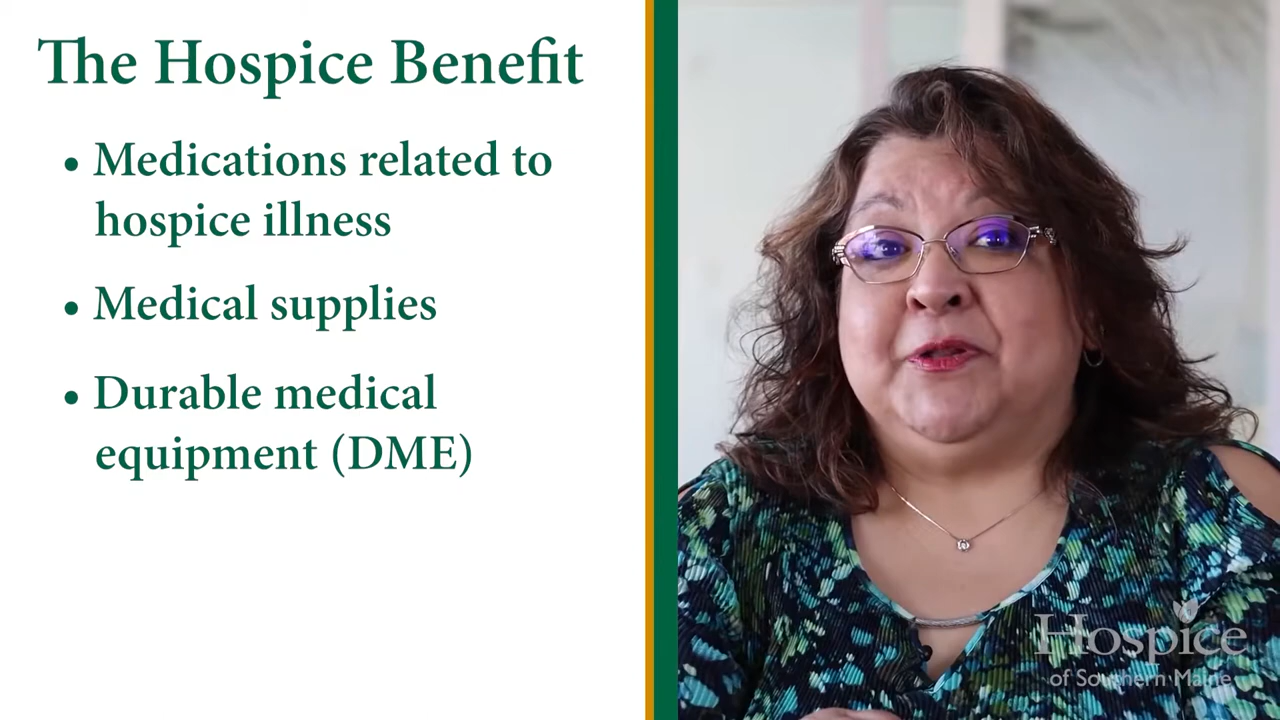 The Hospice Benefit
• Medications related to
hospice illness
• Medical supplies
• Durable medical
equipment (DME)
Hospice
of Southern Maine